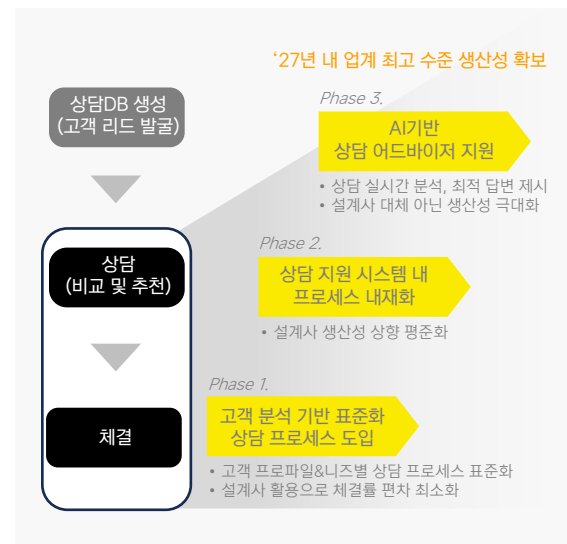 ‘27년 내 업계 최고 수준 생산성 확보
상담DB 생성
(고객 리드 발굴)
Phase 3.
AI기반
상담 어드바이저 지원
• 상담 실시간 분석, 최적 답변 제시
• 설계사 대체 아닌 생산성 극대화
상담
(비교 및 추천)
Phase 2.
상담 지원 시스템 내
프로세스 내재화
• 설계사 생산성 상향 평준화
체결
Phase 1.
고객 분석 기반 표준화
상담 프로세스 도입
• 고객 프로파일&니즈별 상담 프로세스 표준화
• 설계사 활용으로 체결률 편차 최소화